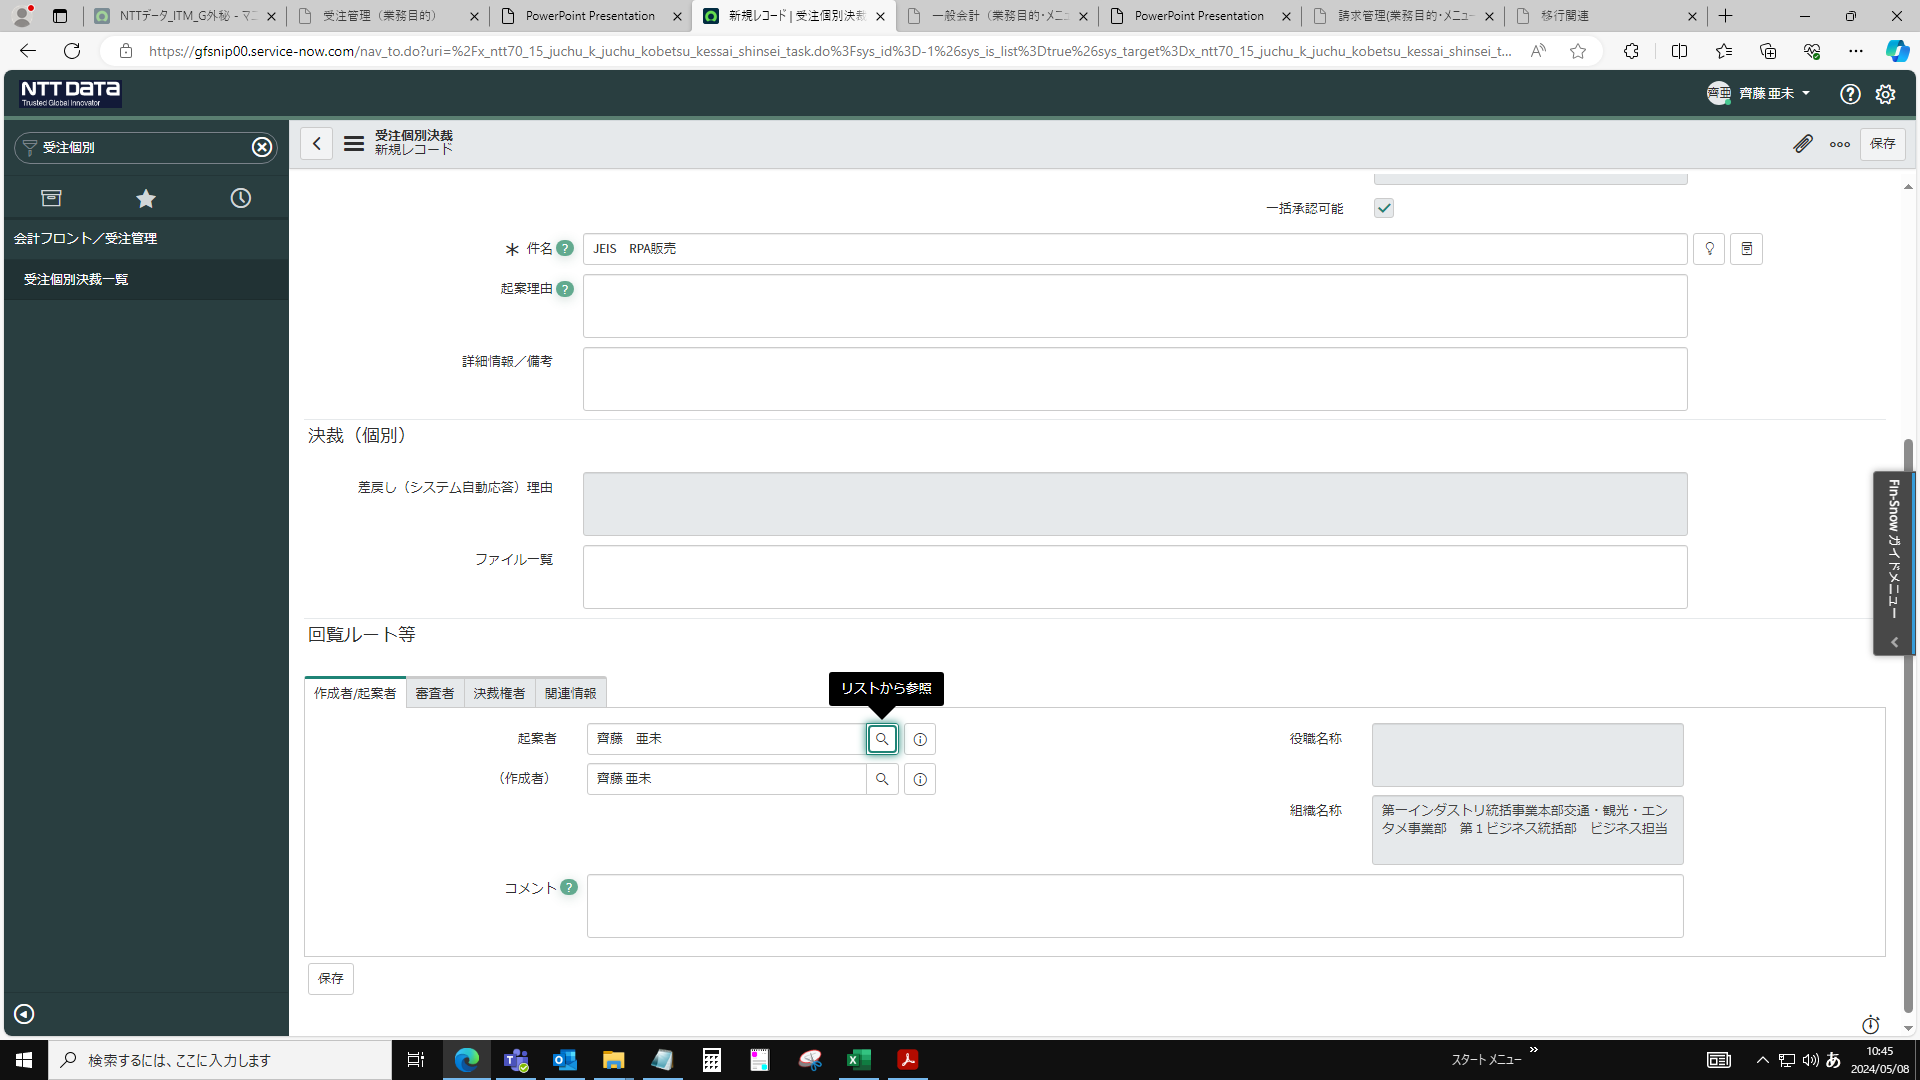 NTTデータ_ITM_G外秘 - マニ
受注管理（業務目的）
PowerPoint Presentation
新規レコード | 受注個別決裁
一般会計（業務目的・メニュ
PowerPoint Presentation
請求管理(業務目的・メニュー
移行関連
https://gfsnip00.service-now.com/nav_to.do?uri=%2Fx_ntt70_15_juchu_k_juchu_kobetsu_kessai_shinsei_task.do%3Fsys_id%3D-1%26sys_is_list%3Dtrue%26sys_target%3Dx_ntt70_15_juchu_k_juchu_kobetsu_kessai_shinsei_t...
NTT DATA
Trusted Global Innovator
齊亜
齊藤 亜未
受注個別
受注個別決裁
新規レコード
保存
会計フロント／受注管理
受注個別決裁一覧
一括承認可能
件名 ?
JEIS　RPA販売
起案理由 ?
詳細情報／備考
決裁（個別）
差戻し（システム自動応答）理由
ファイル一覧
Fin-Snow ガイドメニュー
回覧ルート等
リストから参照
作成者/起案者
審査者
決裁権者
関連情報
起案者
齊藤　亜未
役職名称
（作成者）
齊藤 亜未
組織名称
第一インダストリ統括事業本部交通・観光・エン
タメ事業部　第１ビジネス統括部　ビジネス担当
コメント ?
保存
検索するには、ここに入力します
スタート メニュー
あ
10:45
2024/05/08